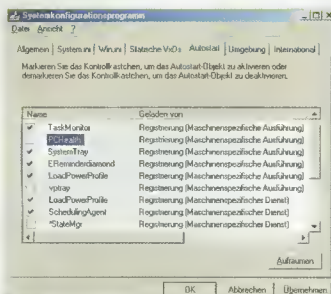 Systemkonfigurationsprogramm
Datei Ansicht ?
Allgemein System.ini Win.ini Statische VxDs Autostart Umgebung International
Markieren Sie das Kontrollkästchen, um das Autostart-Objekt zu aktivieren oder
demarkieren Sie das Kontrollkästchen, um das Autostart-Objekt zu deaktivieren.
Name Geladen von
TaskMonitor Registrierung (Maschinenspezifische Ausführung)
PCHealth Registrierung (Maschinenspezifische Ausführung)
SystemTray Registrierung (Maschinenspezifische Ausführung)
EReminderdiamond Registrierung (Maschinenspezifische Ausführung)
LoadPowerProfile Registrierung (Maschinenspezifische Ausführung)
vptray Registrierung (Maschinenspezifische Ausführung)
LoadPowerProfile Registrierung (Maschinenspezifischer Dienst)
SchedulingAgent Registrierung (Maschinenspezifischer Dienst)
*StateMgr Registrierung (Maschinenspezifischer Dienst)
Aufräumen
OK Abbrechen Übernehmen